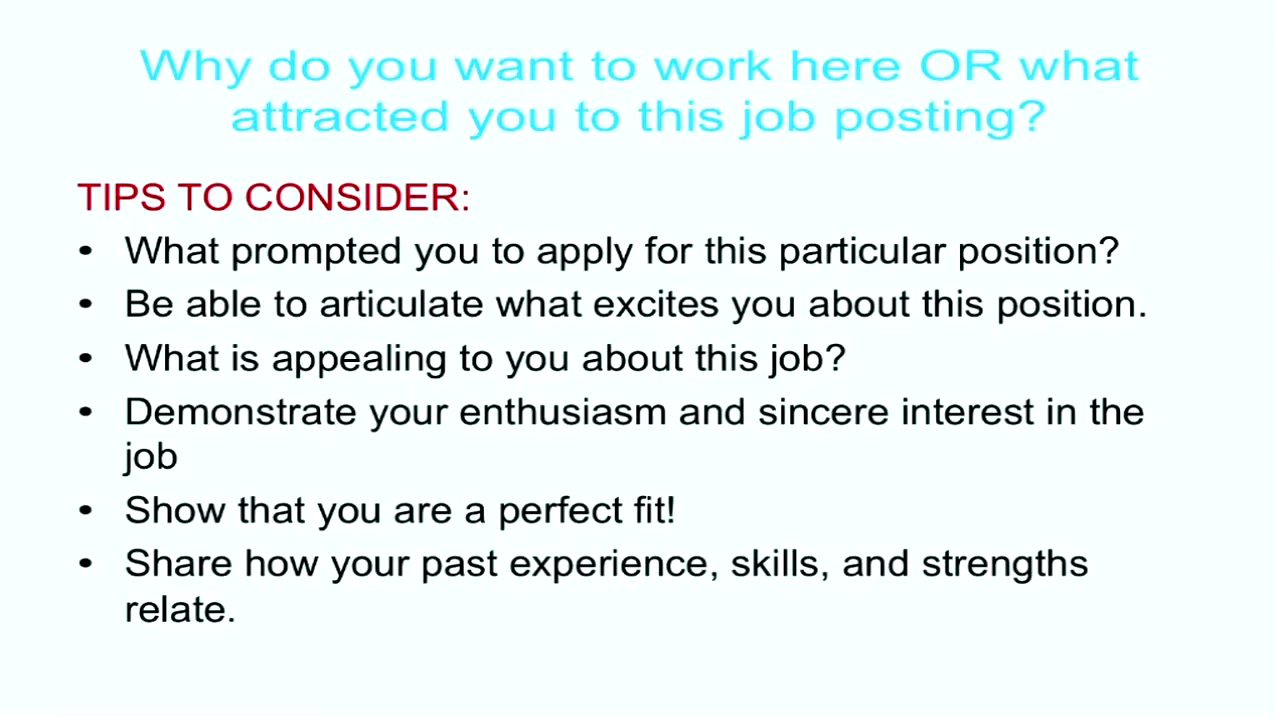 Why do you want to work here OR what
attracted you to this job posting?
TIPS TO CONSIDER:
• What prompted you to apply for this particular position?
• Be able to articulate what excites you about this position.
• What is appealing to you about this job?
• Demonstrate your enthusiasm and sincere interest in the
job
• Show that you are a perfect fit!
• Share how your past experience, skills, and strengths
relate.